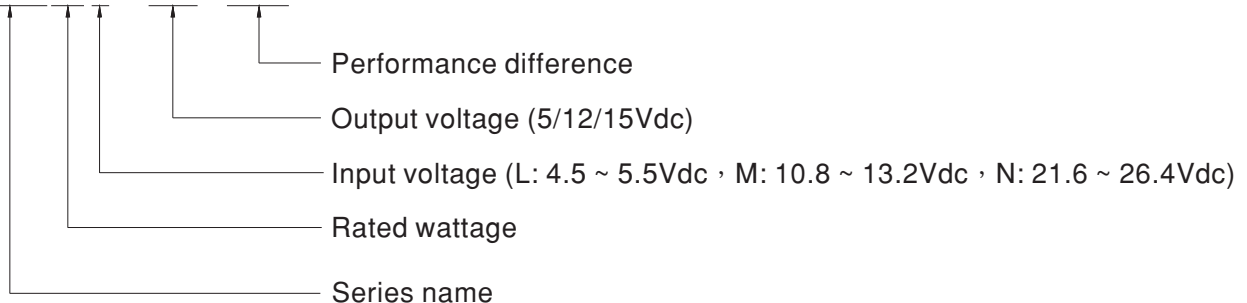 Performance difference
Output voltage (5/12/15Vdc)
Input voltage (L: 4.5 ~ 5.5Vdc，M: 10.8 ~ 13.2Vdc，N: 21.6 ~ 26.4Vdc)
Rated wattage
Series name